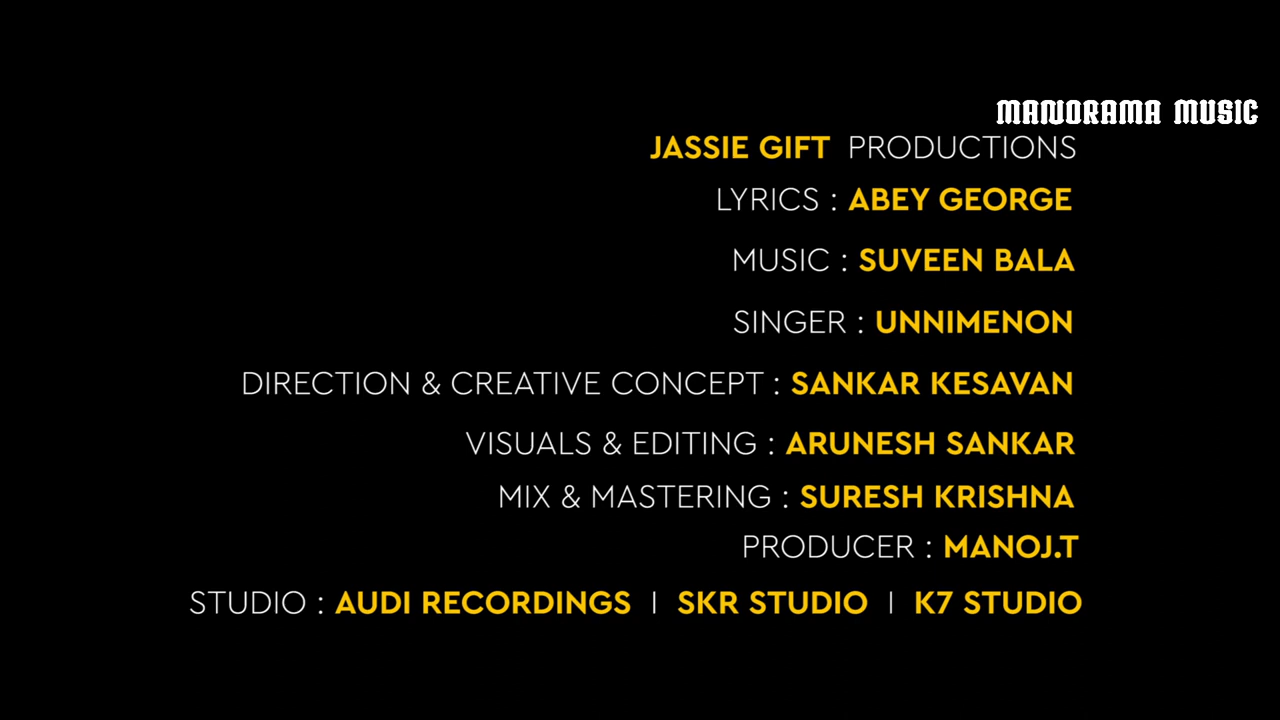 MANORAMA MUSIC
JASSIE GIFT PRODUCTIONS
LYRICS : ABEY GEORGE
MUSIC : SUVEEN BALA
SINGER : UNNIMENON
DIRECTION & CREATIVE CONCEPT : SANKAR KESAVAN
VISUALS & EDITING : ARUNESH SANKAR
MIX & MASTERING : SURESH KRISHNA
PRODUCER : MANOJ.T
STUDIO : AUDI RECORDINGS | SKR STUDIO | K7 STUDIO